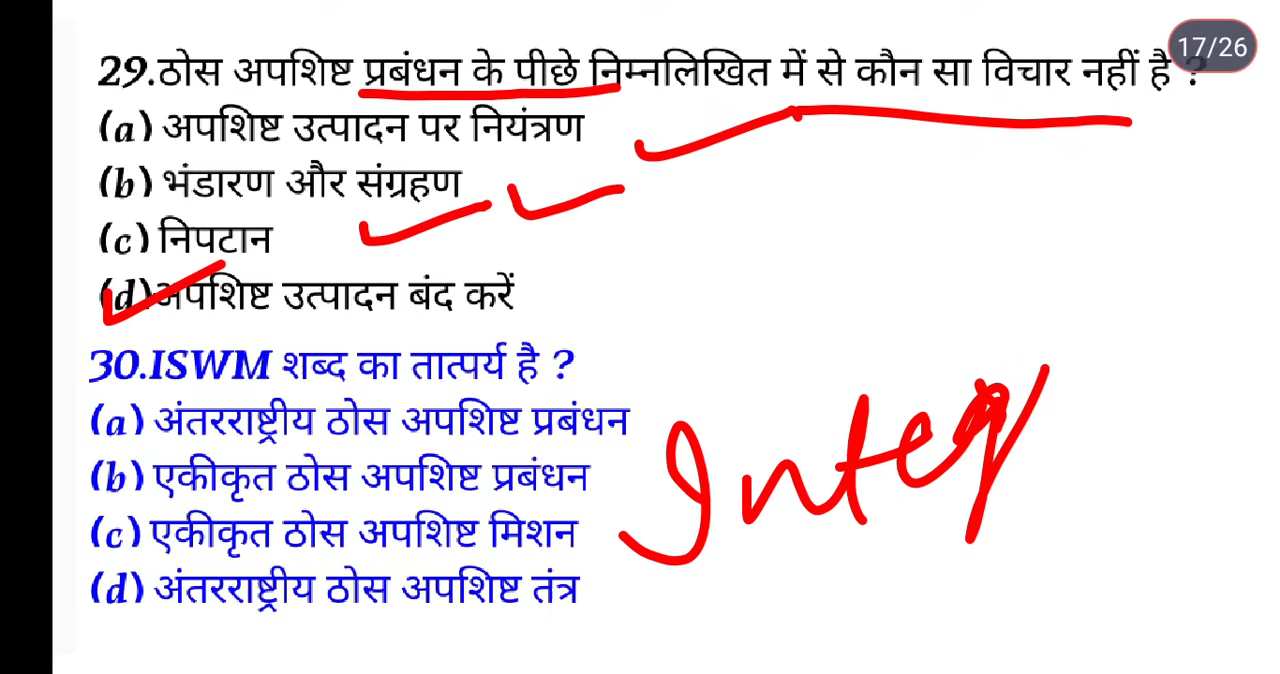 17/26
29.ठोस अपशिष्ट प्रबंधन के पीछे निम्नलिखित में से कौन सा विचार नहीं है ?
(a) अपशिष्ट उत्पादन पर नियंत्रण
(b) भंडारण और संग्रहण
(c) निपटान
(d) अपशिष्ट उत्पादन बंद करें
30.ISWM शब्द का तात्पर्य है ?
(a) अंतरराष्ट्रीय ठोस अपशिष्ट प्रबंधन
(b) एकीकृत ठोस अपशिष्ट प्रबंधन
(c) एकीकृत ठोस अपशिष्ट मिशन
(d) अंतरराष्ट्रीय ठोस अपशिष्ट तंत्र